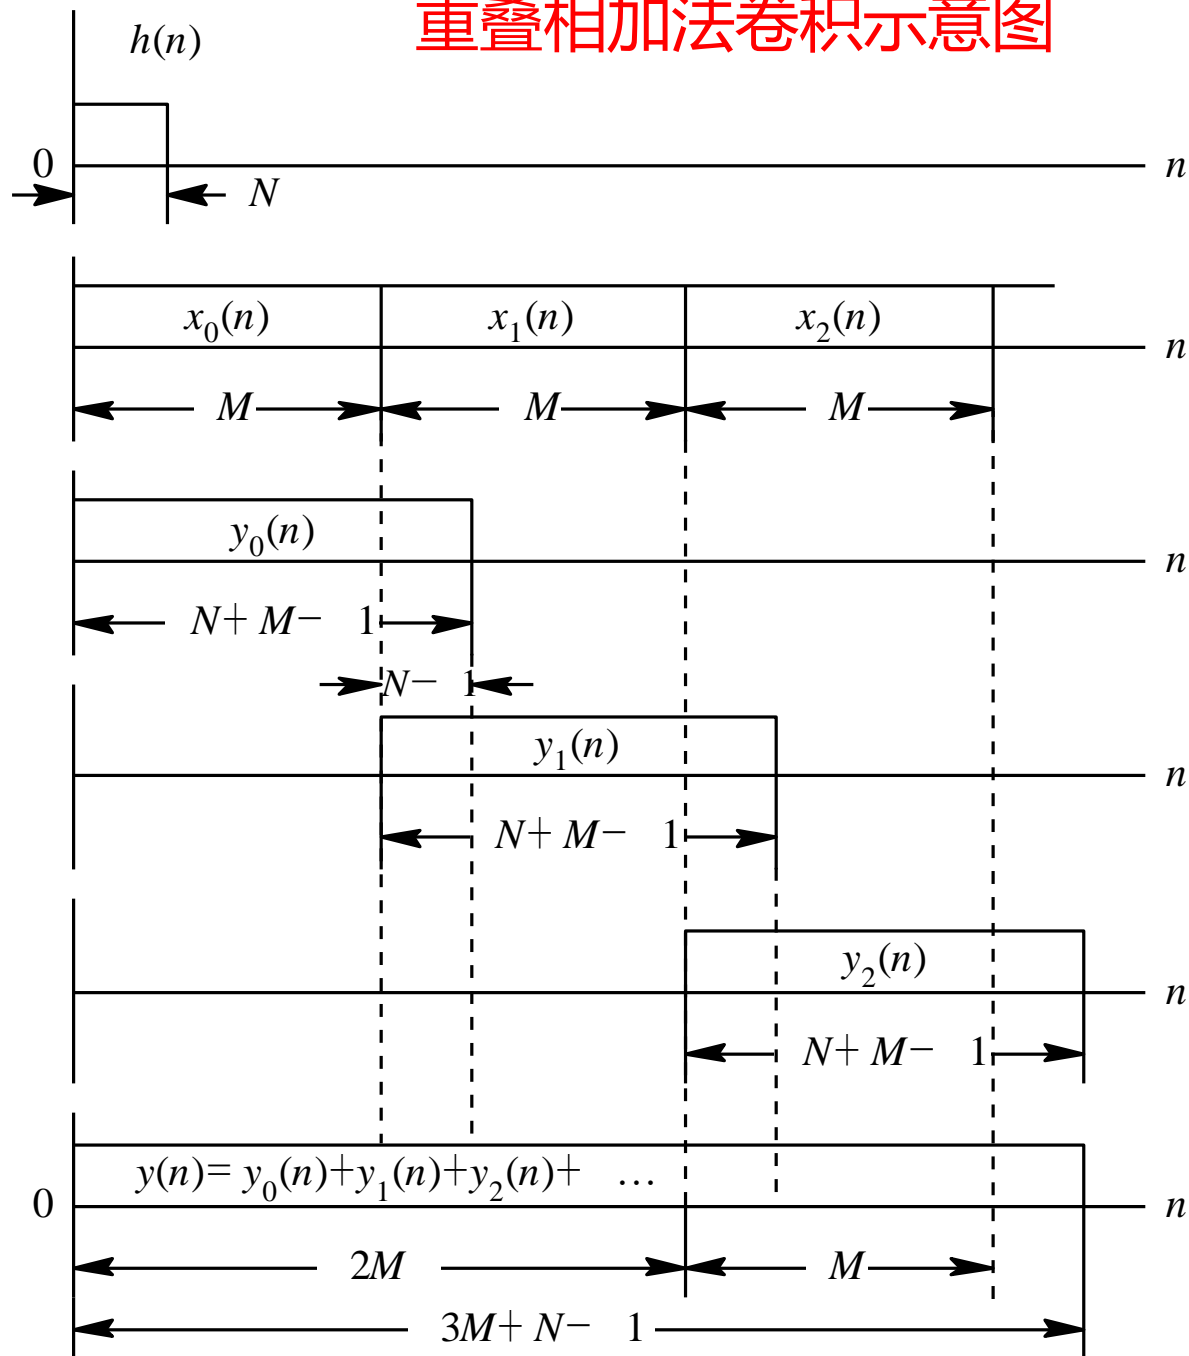 重叠相加法卷积示意图
h(n)
0 n
N
x₀(n) x₁(n) x₂(n)
n
M M M
y₀(n)
n
N+M-1
N-1
y₁(n)
n
N+M-1
y₂(n)
n
N+M-1
y(n)=y₀(n)+y₁(n)+y₂(n)+ …
0 n
2M M
3M+N-1